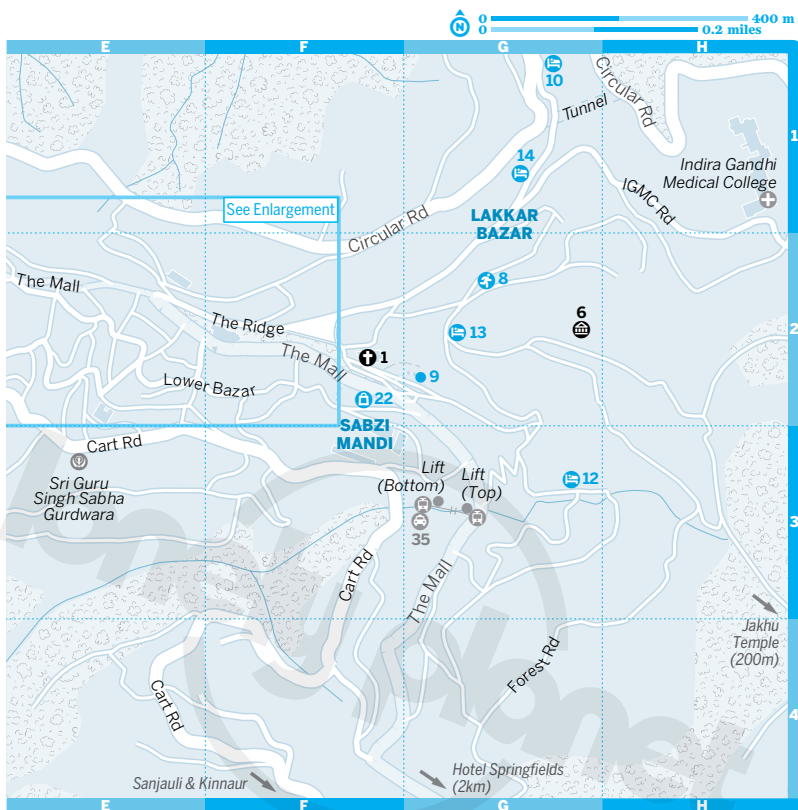 N
0
400 m
0
0.2 miles
E
F
G
H
10
Circular Rd
Tunnel
1
14
Indira Gandhi
Medical College
IGMC Rd
See Enlargement
LAKKAR
BAZAR
Circular Rd
8
The Mall
6
The Ridge
13
2
The Mall
1
9
Lower Bazar
22
SABZI
MANDI
Cart Rd
Lift
(Bottom)
Lift
(Top)
12
Sri Guru
Singh Sabha
Gurdwara
35
3
Cart Rd
The Mall
Jakhu
Temple
(200m)
Forest Rd
Cart Rd
4
Sanjauli & Kinnaur
Hotel Springfields
(2km)
E
F
G
H
lonely planet